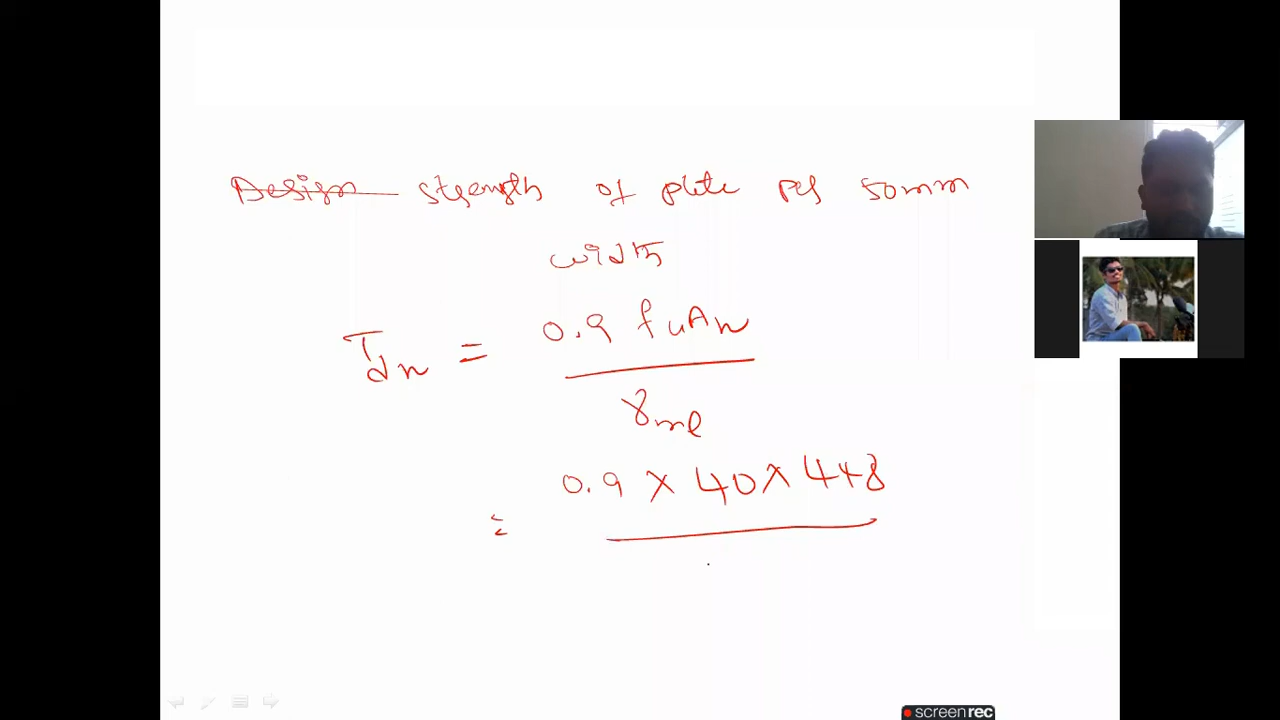 Design strength of plate per 50mm
width
Tdn = 0.9 fuAn
γml
= 0.9 × 40 × 448
screenrec